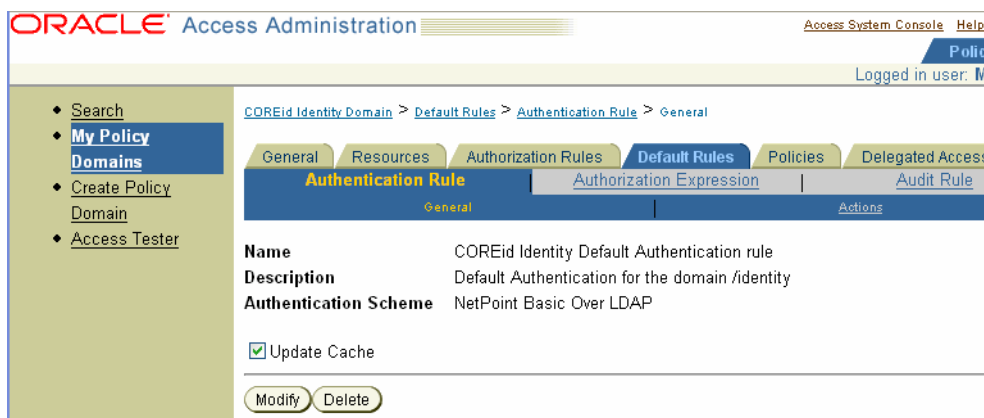 ORACLE Access Administration
Access System Console Help
Logged in user:
Search
My Policy
Domains
Create Policy
Domain
Access Tester
COREid Identity Domain > Default Rules > Authentication Rule > General
General Resources Authorization Rules Default Rules Policies Delegated Access
Authentication Rule | Authorization Expression | Audit Rule
General | Actions
Name COREid Identity Default Authentication rule
Description Default Authentication for the domain /identity
Authentication Scheme NetPoint Basic Over LDAP
Update Cache
Modify Delete